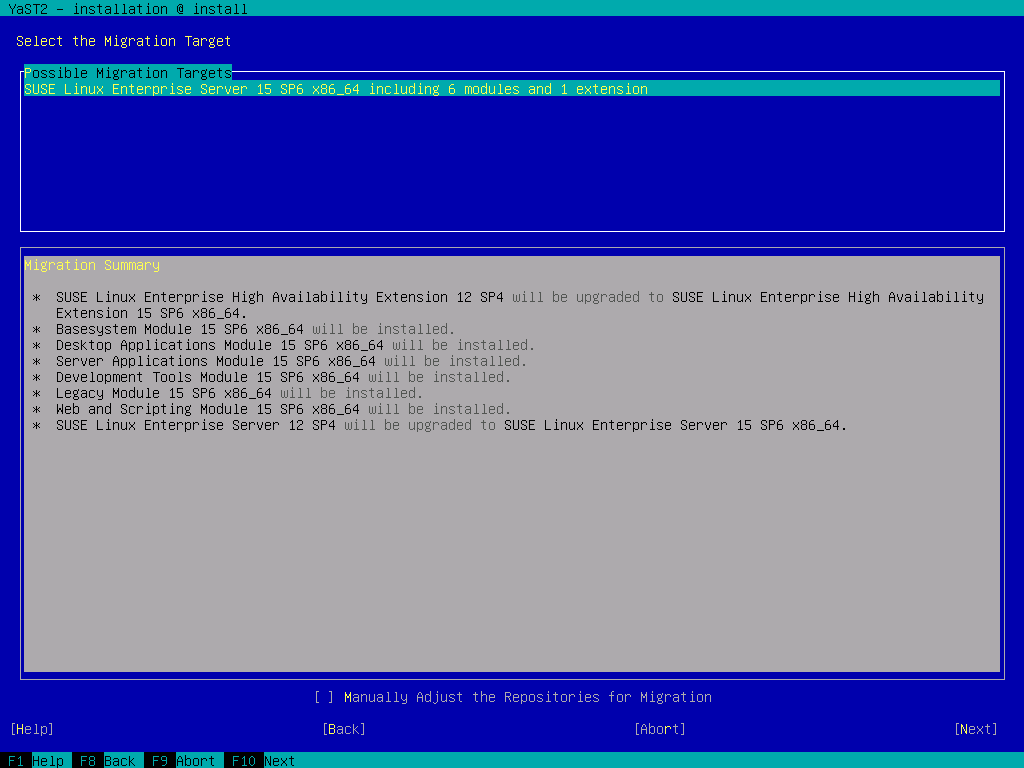 YaST2 - installation @ install
Select the Migration Target
Possible Migration Targets
SUSE Linux Enterprise Server 15 SP6 x86_64 including 6 modules and 1 extension
Migration Summary
* SUSE Linux Enterprise High Availability Extension 12 SP4 will be upgraded to SUSE Linux Enterprise High Availability
Extension 15 SP6 x86_64.
* Basesystem Module 15 SP6 x86_64 will be installed.
* Desktop Applications Module 15 SP6 x86_64 will be installed.
* Server Applications Module 15 SP6 x86_64 will be installed.
* Development Tools Module 15 SP6 x86_64 will be installed.
* Legacy Module 15 SP6 x86_64 will be installed.
* Web and Scripting Module 15 SP6 x86_64 will be installed.
* SUSE Linux Enterprise Server 12 SP4 will be upgraded to SUSE Linux Enterprise Server 15 SP6 x86_64.
[ ] Manually Adjust the Repositories for Migration
[Help] [Back] [Abort] [Next]
F1 Help F8 Back F9 Abort F10 Next